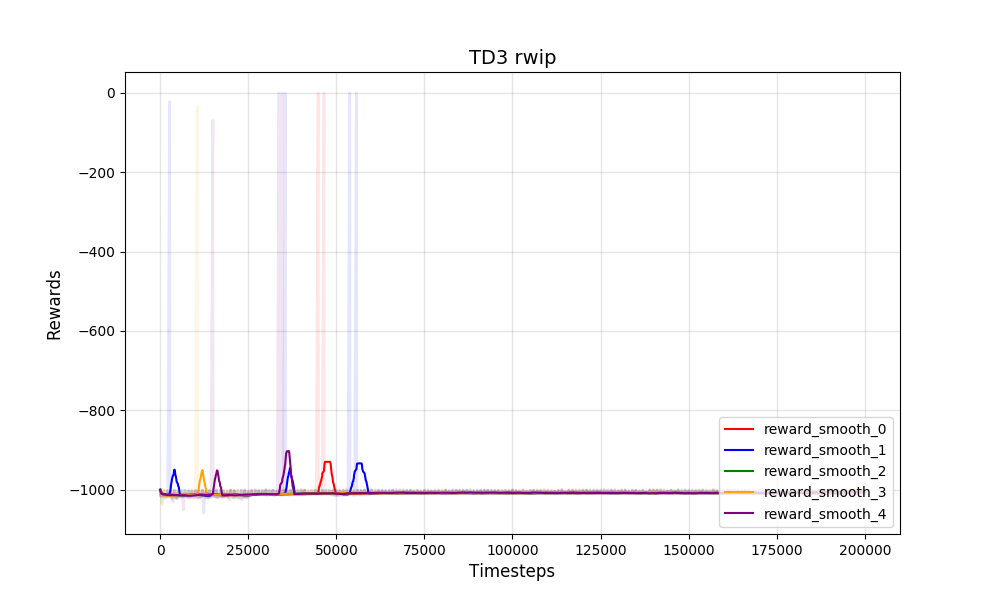 TD3 rwip
Rewards
0
−200
−400
−600
−800
−1000
reward_smooth_0
reward_smooth_1
reward_smooth_2
reward_smooth_3
reward_smooth_4
0 25000 50000 75000 100000 125000 150000 175000 200000
Timesteps